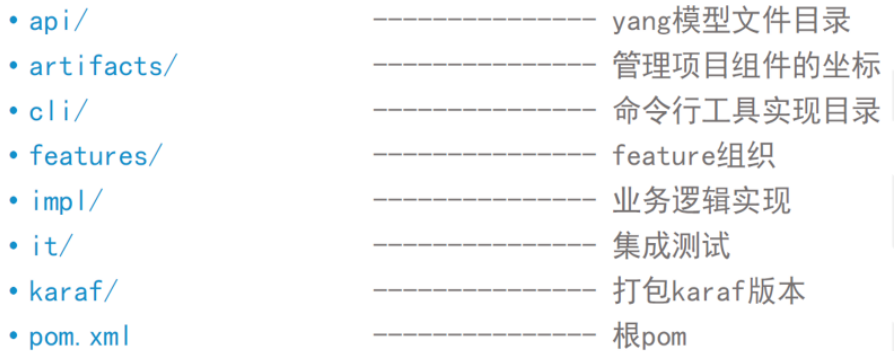 • api/ -------------- yang模型文件目录
• artifacts/ -------------- 管理项目组件的坐标
• cli/ -------------- 命令行工具实现目录
• features/ -------------- feature组织
• impl/ -------------- 业务逻辑实现
• it/ -------------- 集成测试
• karaf/ -------------- 打包karaf版本
• pom.xml -------------- 根pom